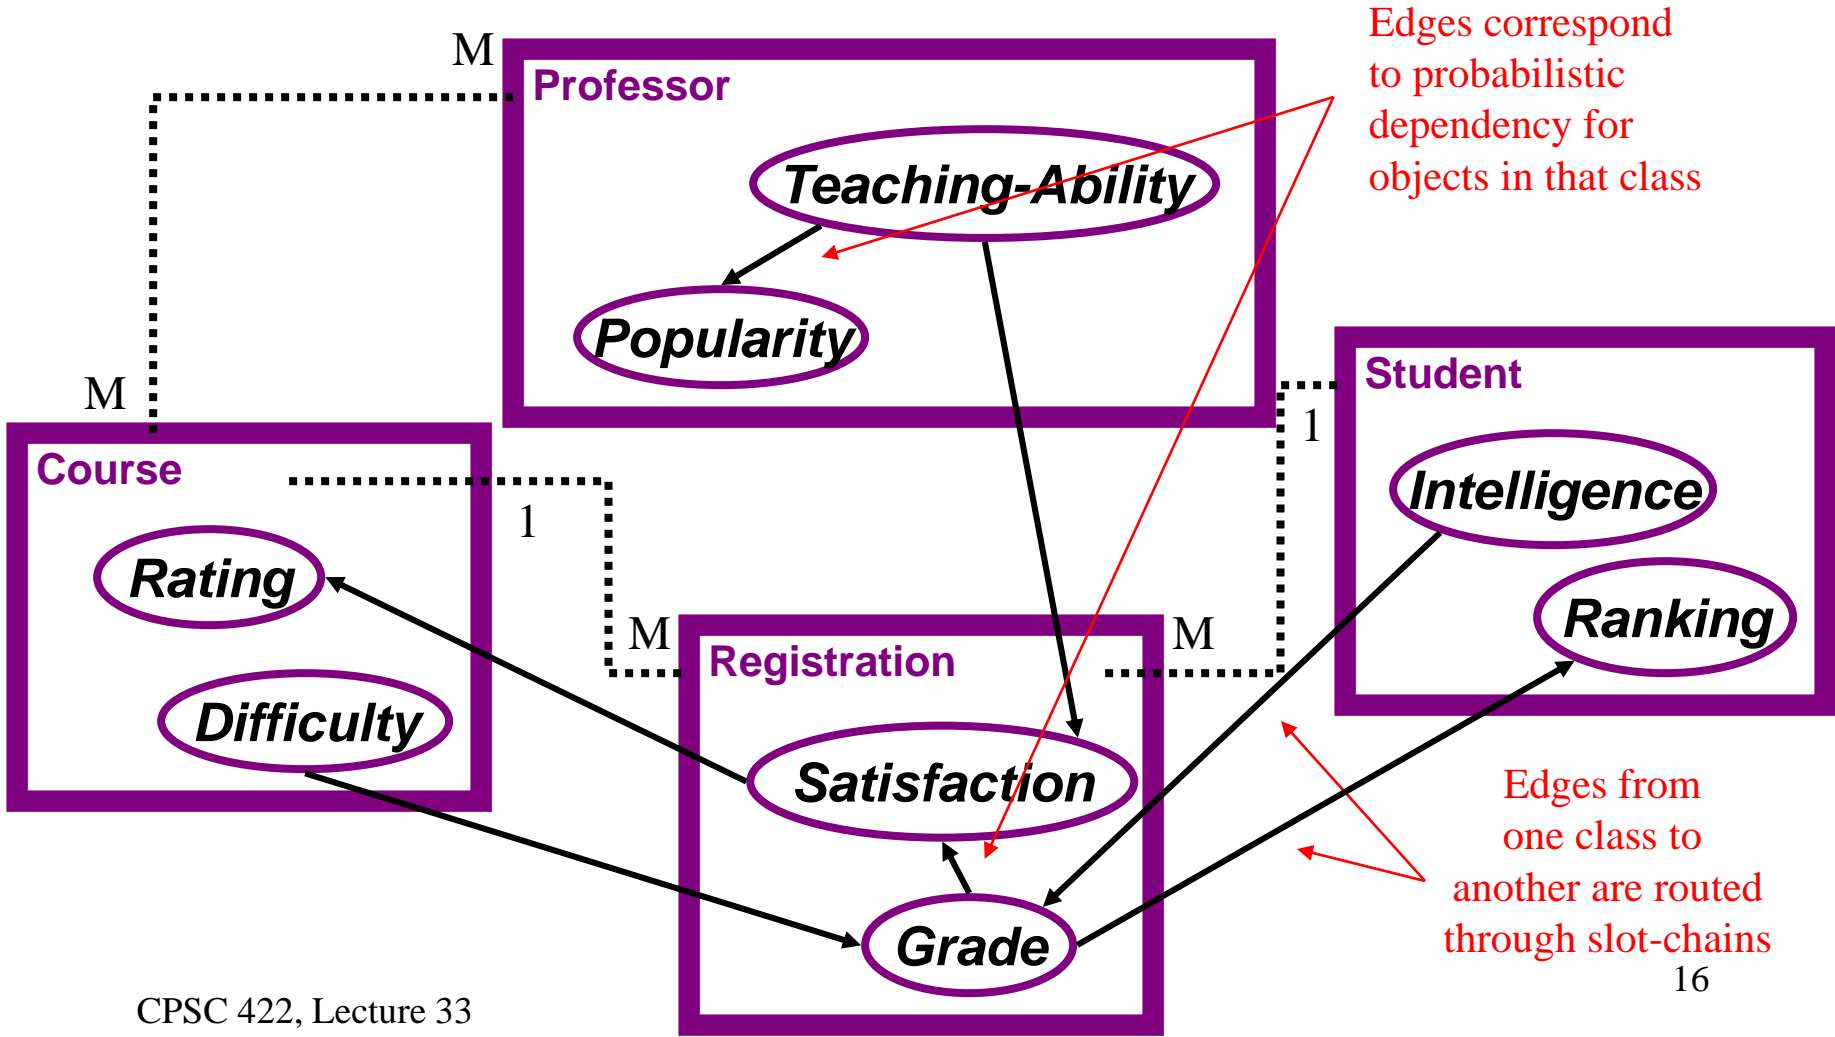 Edges correspond
to probabilistic
dependency for
objects in that class
M
Professor
Teaching-Ability
Popularity
M
Student
1
Intelligence
Ranking
Course
1
Rating
Difficulty
M
M
Registration
Satisfaction
Grade
Edges from
one class to
another are routed
through slot-chains
16
CPSC 422, Lecture 33